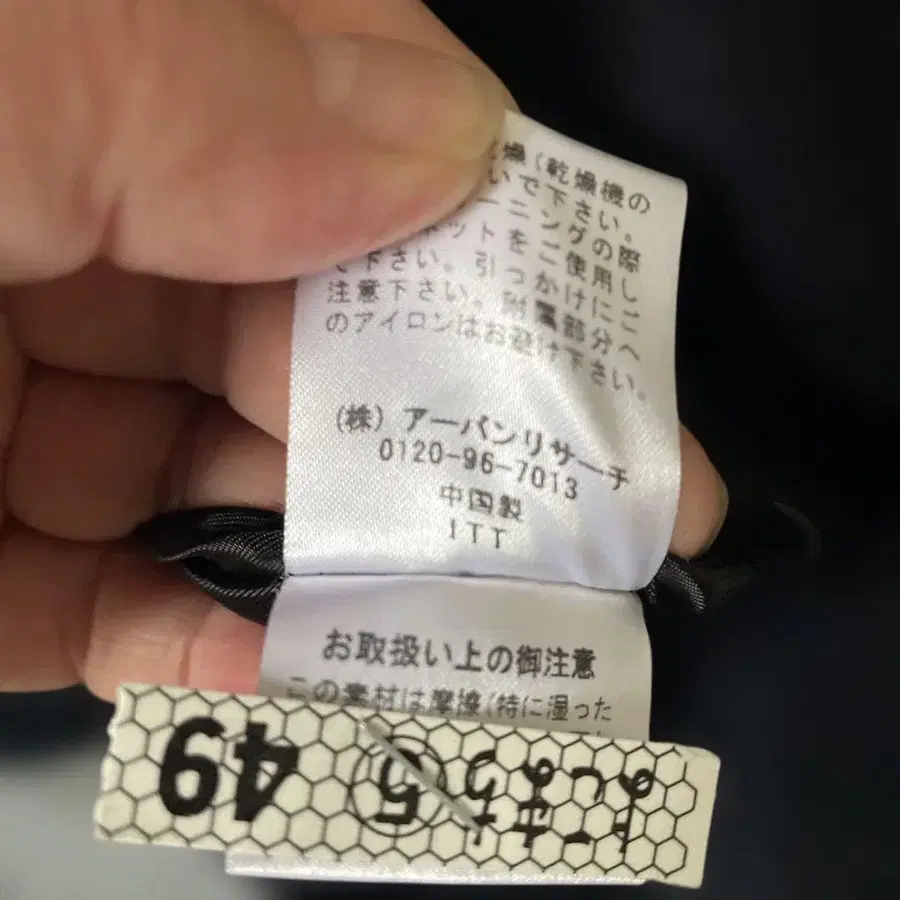 燥(乾燥機の
いで下さい。
ーニングの際
ットをご使用し
て下さい。引っかけにご
注意下さい。附属部分へ
のアイロンはお避け下さい。
(株) アーバンリサーチ
0120-96-7013
中国製
ITT
お取扱い上の御注意
この素材は摩擦(特に湿った
49 5